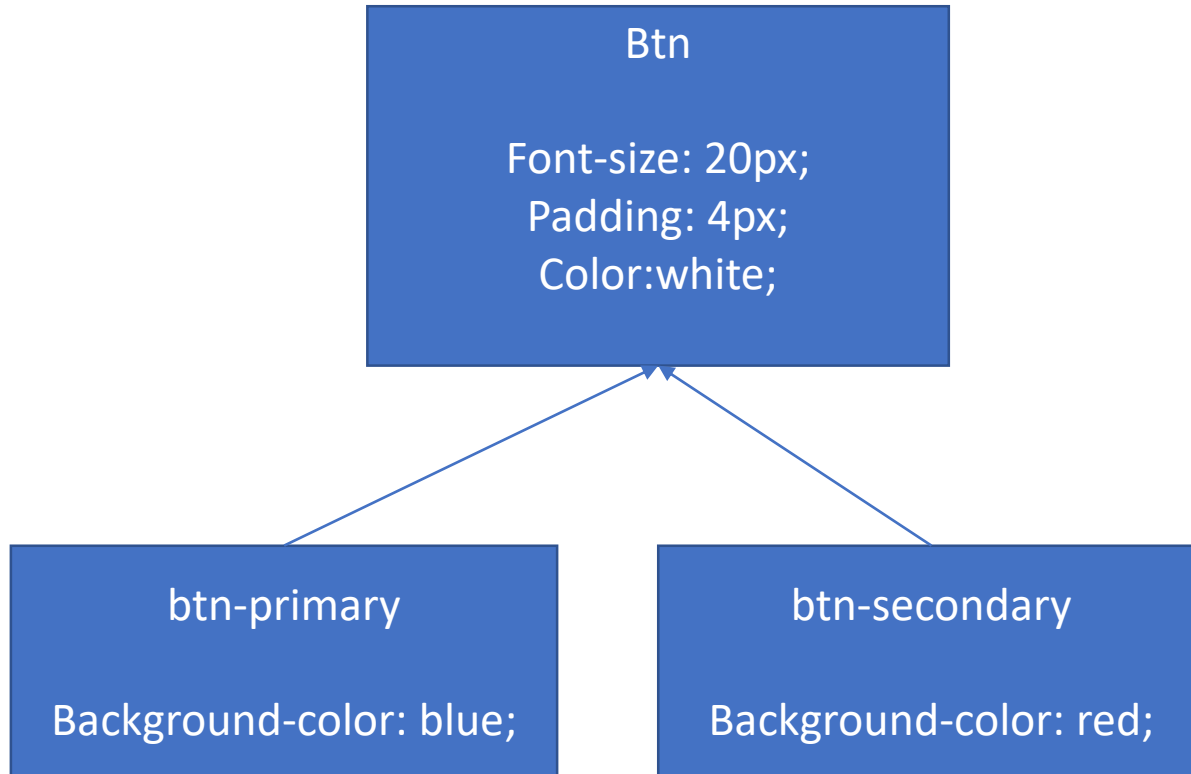 Btn
Font-size: 20px;
Padding: 4px;
Color:white;
btn-primary
Background-color: blue;
btn-secondary
Background-color: red;